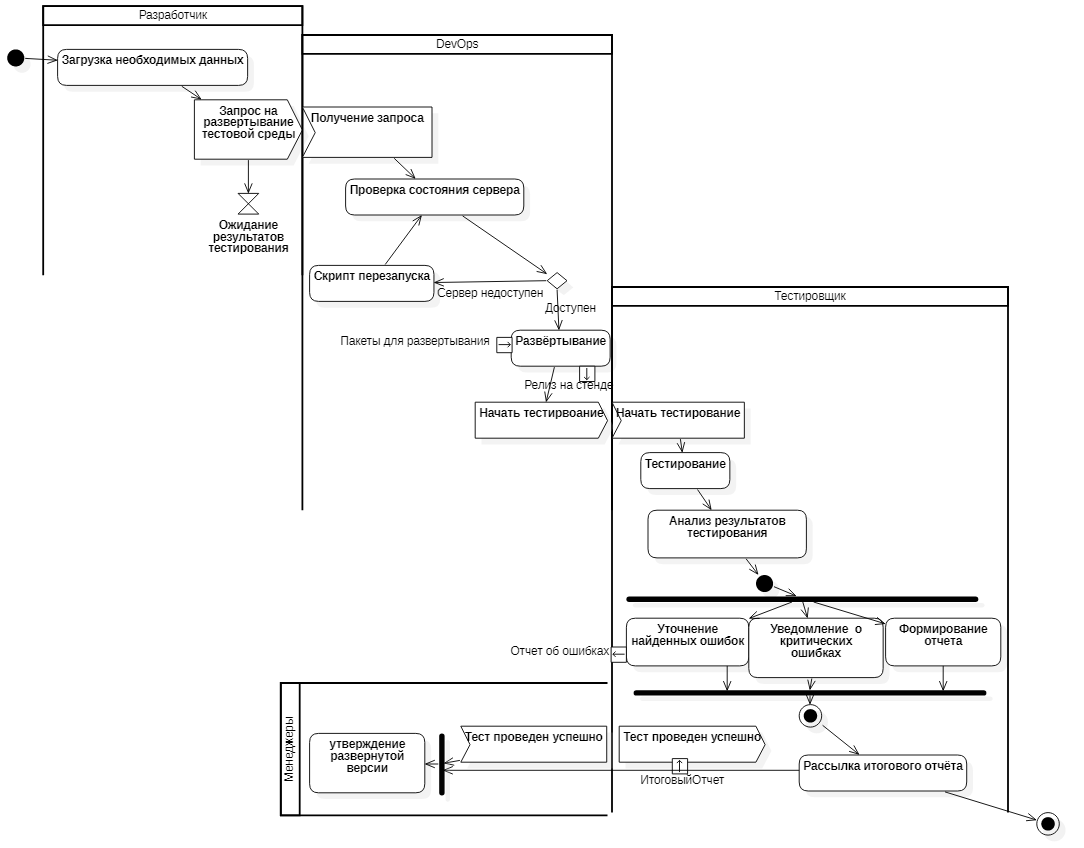 Разработчик
DevOps
Загрузка необходимых данных
Запрос на
развертывание
тестовой среды
Получение запроса
Проверка состояния сервера
Ожидание
результатов
тестирования
Скрипт перезапуска
Сервер недоступен
Доступен
Тестировщик
Пакеты для развертывания
Развёртывание
Релиз на стенде
Начать тестирвоание
Начать тестирование
Тестирование
Анализ результатов
тестирования
Уточнение
найденных ошибок
Уведомление о
критических
ошибках
Формирование
отчета
Отчет об ошибках
Менеджеры
утверждение
развернутой
версии
Тест проведен успешно
Тест проведен успешно
Рассылка итогового отчёта
ИтоговыйОтчет